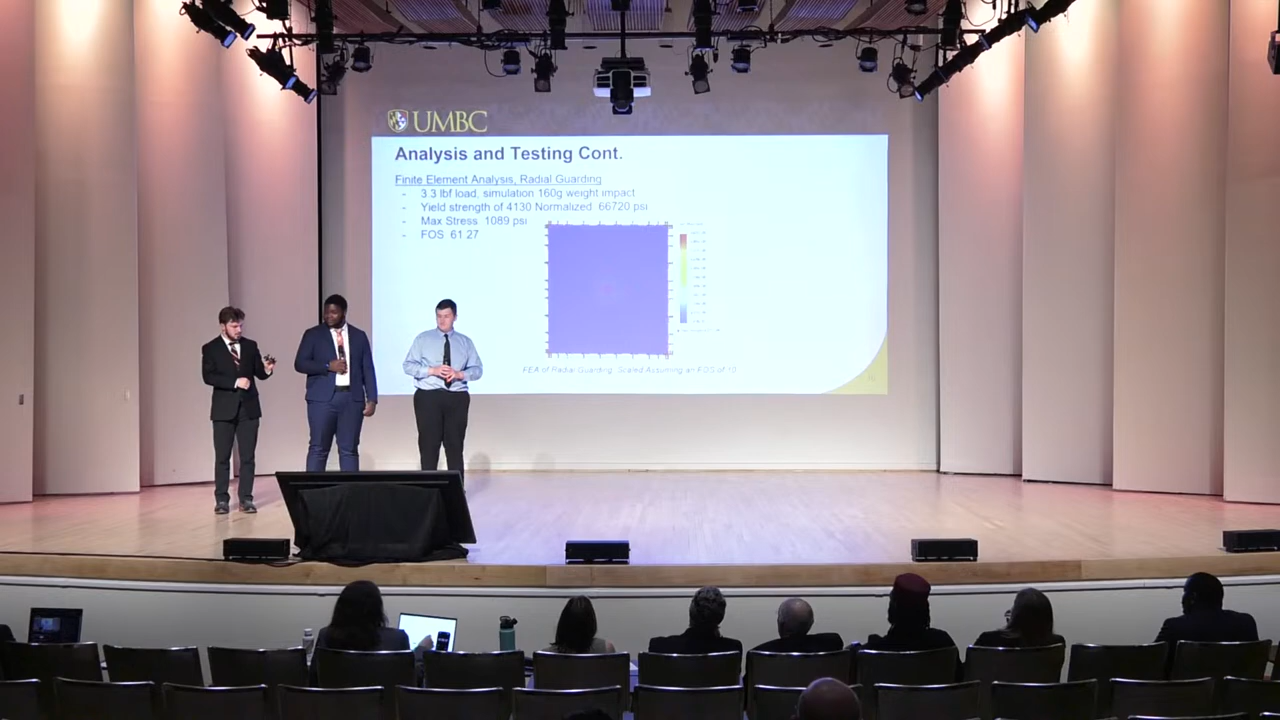 UMBC
Analysis and Testing Cont.
Finite Element Analysis, Radial Guarding
- 3.3 lbf load, simulation 160g weight impact
- Yield strength of 4130 Normalized 66720 psi
- Max Stress 1089 psi
- FOS 61.27
FEA of Radial Guarding; Scaled Assuming an FOS of 10